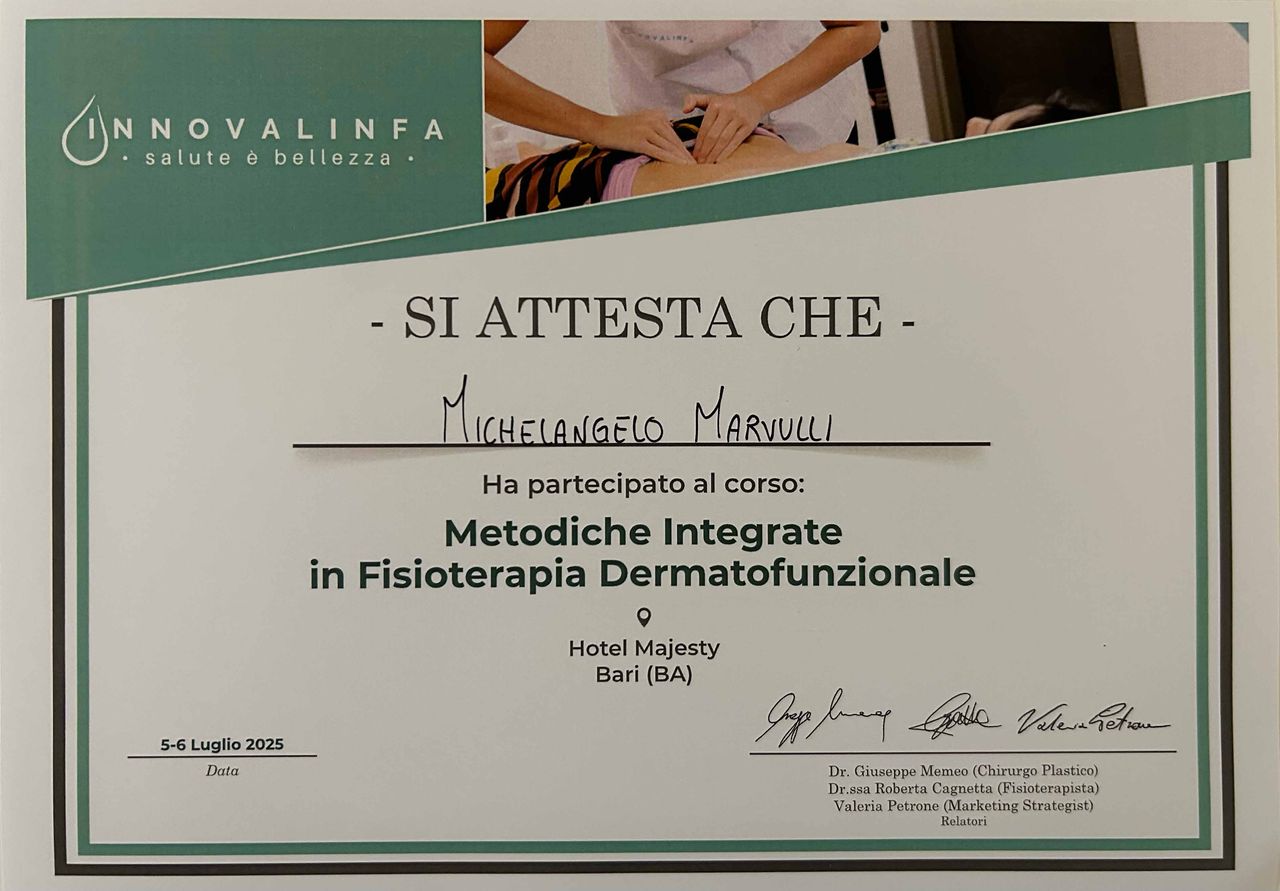 INNOVALINFA
• salute è bellezza •
- SI ATTESTA CHE -
MICHELANGELO MARVULLI
Ha partecipato al corso:
Metodiche Integrate
in Fisioterapia Dermatofunzionale
Hotel Majesty
Bari (BA)
5-6 Luglio 2025
Data
Valeria Petrone
Dr. Giuseppe Memeo (Chirurgo Plastico)
Dr.ssa Roberta Cagnetta (Fisioterapista)
Valeria Petrone (Marketing Strategist)
Relatori